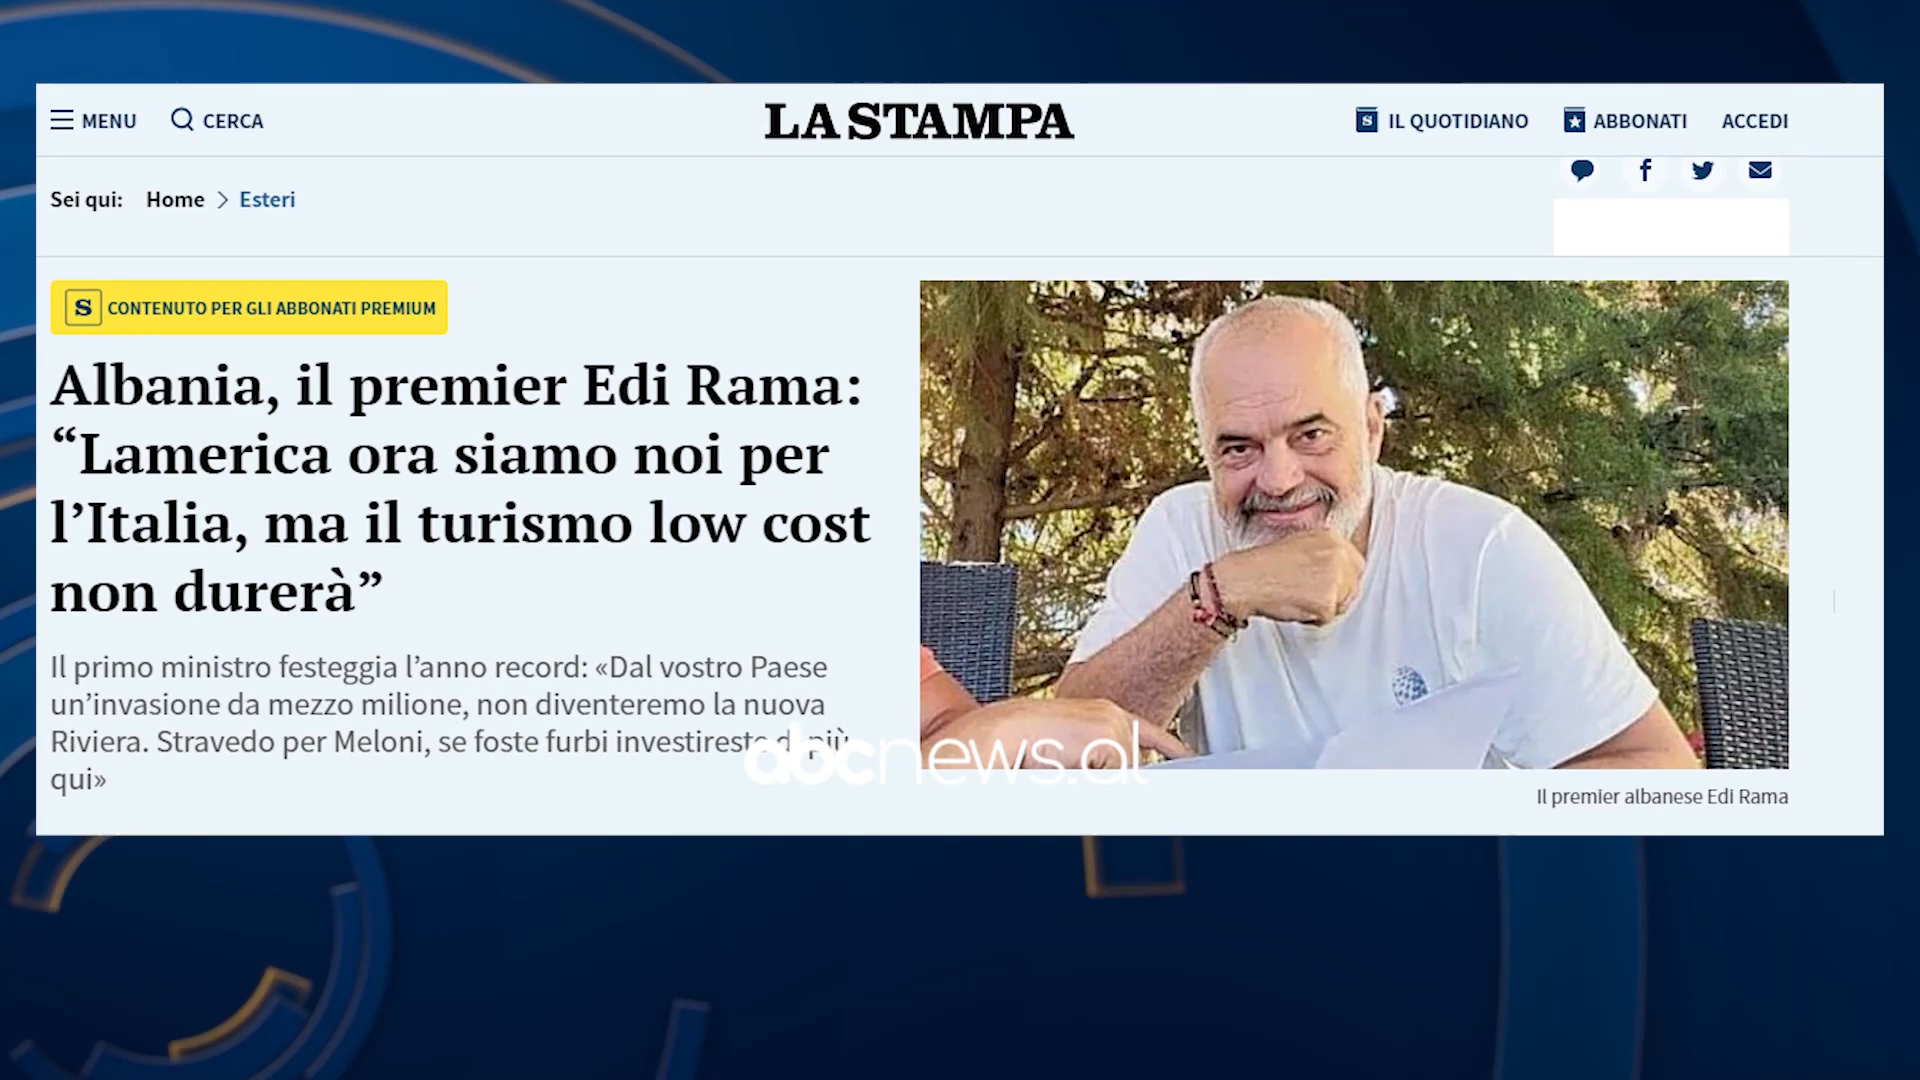 MENU
CERCA
LA STAMPA
IL QUOTIDIANO
ABBONATI
ACCEDI
Sei qui: Home > Esteri
S CONTENUTO PER GLI ABBONATI PREMIUM
Albania, il premier Edi Rama:
“Lamerica ora siamo noi per
l’Italia, ma il turismo low cost
non durerà”
Il primo ministro festeggia l’anno record: «Dal vostro Paese
un’invasione da mezzo milione, non diventeremo la nuova
Riviera. Stravedo per Meloni, se foste furbi investireste di più
qui»
abcnews.al
Il premier albanese Edi Rama